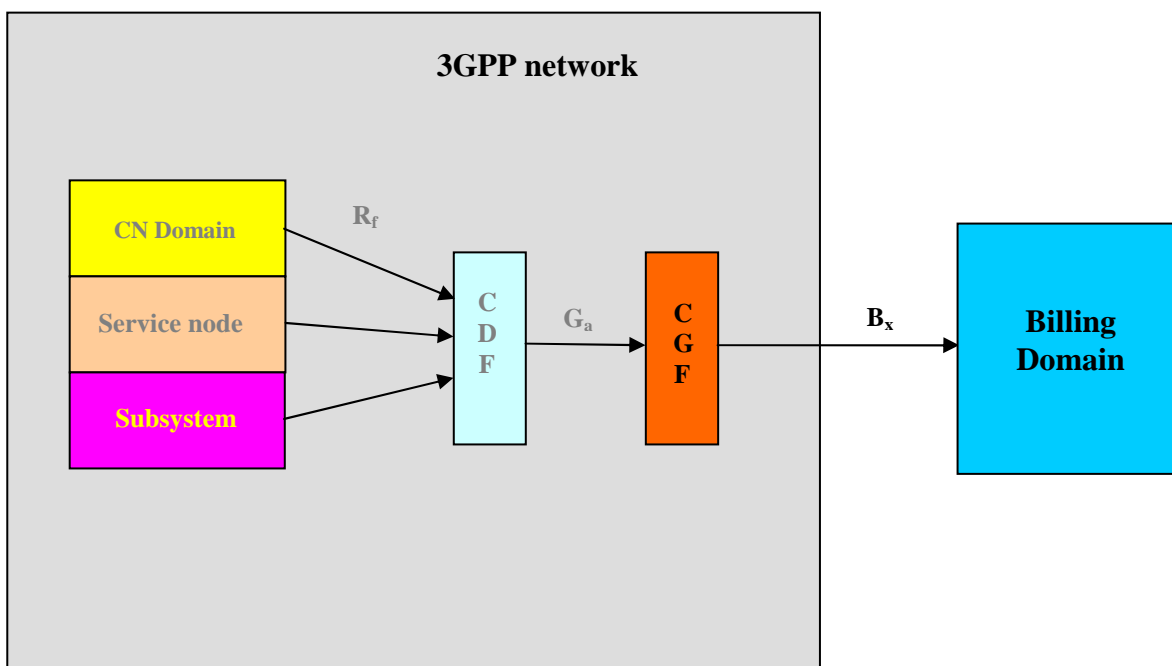 3GPP network
CN Domain
Service node
Subsystem
Rf
C
D
F
Ga
C
G
F
Bx
Billing
Domain